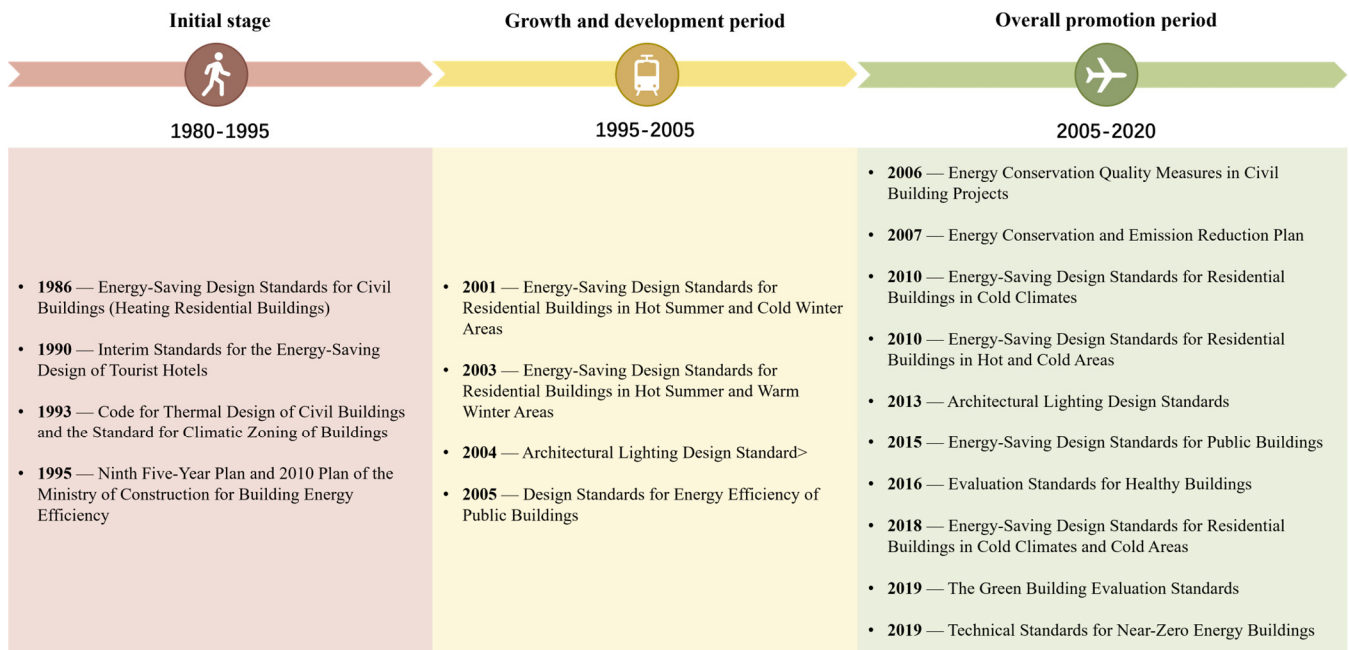 Initial stage
1980-1995
• 1986 — Energy-Saving Design Standards for Civil
Buildings (Heating Residential Buildings)
• 1990 — Interim Standards for the Energy-Saving
Design of Tourist Hotels
• 1993 — Code for Thermal Design of Civil Buildings
and the Standard for Climatic Zoning of Buildings
• 1995 — Ninth Five-Year Plan and 2010 Plan of the
Ministry of Construction for Building Energy
Efficiency
Growth and development period
1995-2005
• 2001 — Energy-Saving Design Standards for
Residential Buildings in Hot Summer and Cold Winter
Areas
• 2003 — Energy-Saving Design Standards for
Residential Buildings in Hot Summer and Warm
Winter Areas
• 2004 — Architectural Lighting Design Standard>
• 2005 — Design Standards for Energy Efficiency of
Public Buildings
Overall promotion period
2005-2020
• 2006 — Energy Conservation Quality Measures in Civil
Building Projects
• 2007 — Energy Conservation and Emission Reduction Plan
• 2010 — Energy-Saving Design Standards for Residential
Buildings in Cold Climates
• 2010 — Energy-Saving Design Standards for Residential
Buildings in Hot and Cold Areas
• 2013 — Architectural Lighting Design Standards
• 2015 — Energy-Saving Design Standards for Public Buildings
• 2016 — Evaluation Standards for Healthy Buildings
• 2018 — Energy-Saving Design Standards for Residential
Buildings in Cold Climates and Cold Areas
• 2019 — The Green Building Evaluation Standards
• 2019 — Technical Standards for Near-Zero Energy Buildings